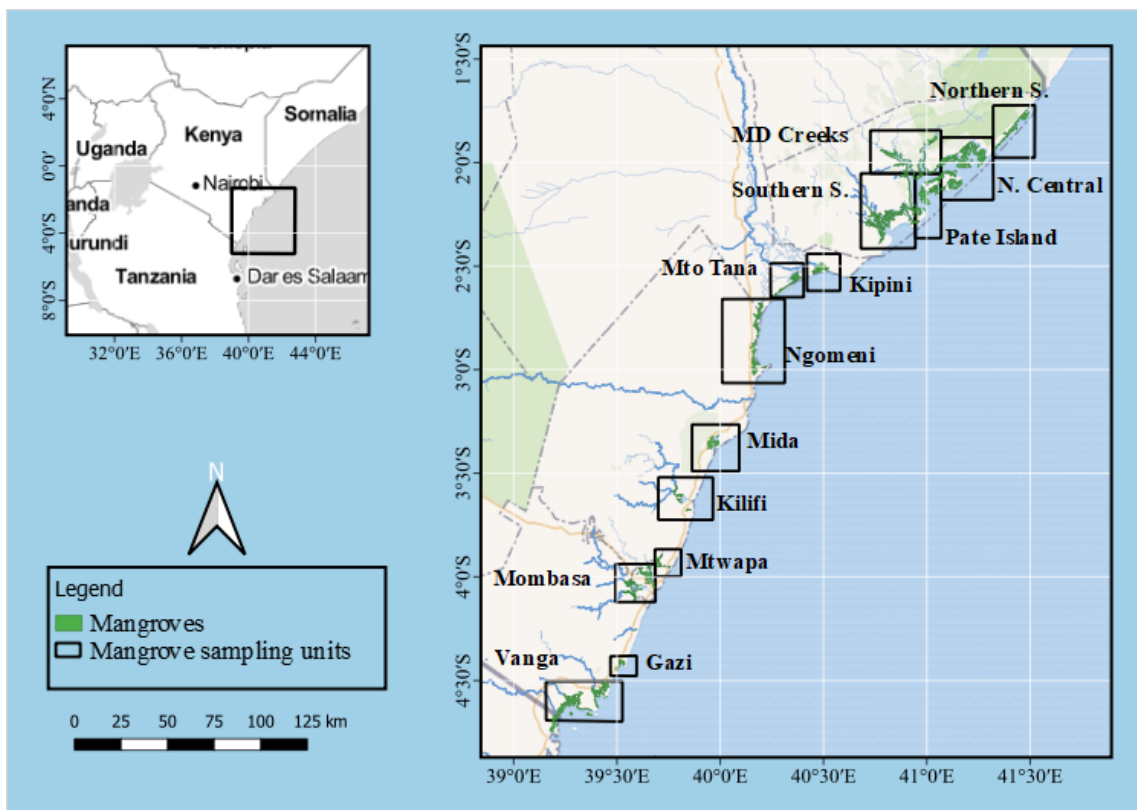 Ethiopia
4°0'N
0°0'
4°0'S
8°0'S
Somalia
Kenya
Uganda
Nairobi
anda
urundi
Tanzania
Dar es Salaam
32°0'E 36°0'E 40°0'E 44°0'E
N
Legend
Mangroves
Mangrove sampling units
0 25 50 75 100 125 km
1°30'S
2°0'S
2°30'S
3°0'S
3°30'S
4°0'S
4°30'S
Northern S.
MD Creeks
Southern S.
N. Central
Pate Island
Mto Tana
Kipini
Ngomeni
Mida
Kilifi
Mtwapa
Mombasa
Vanga
Gazi
39°0'E 39°30'E 40°0'E 40°30'E 41°0'E 41°30'E